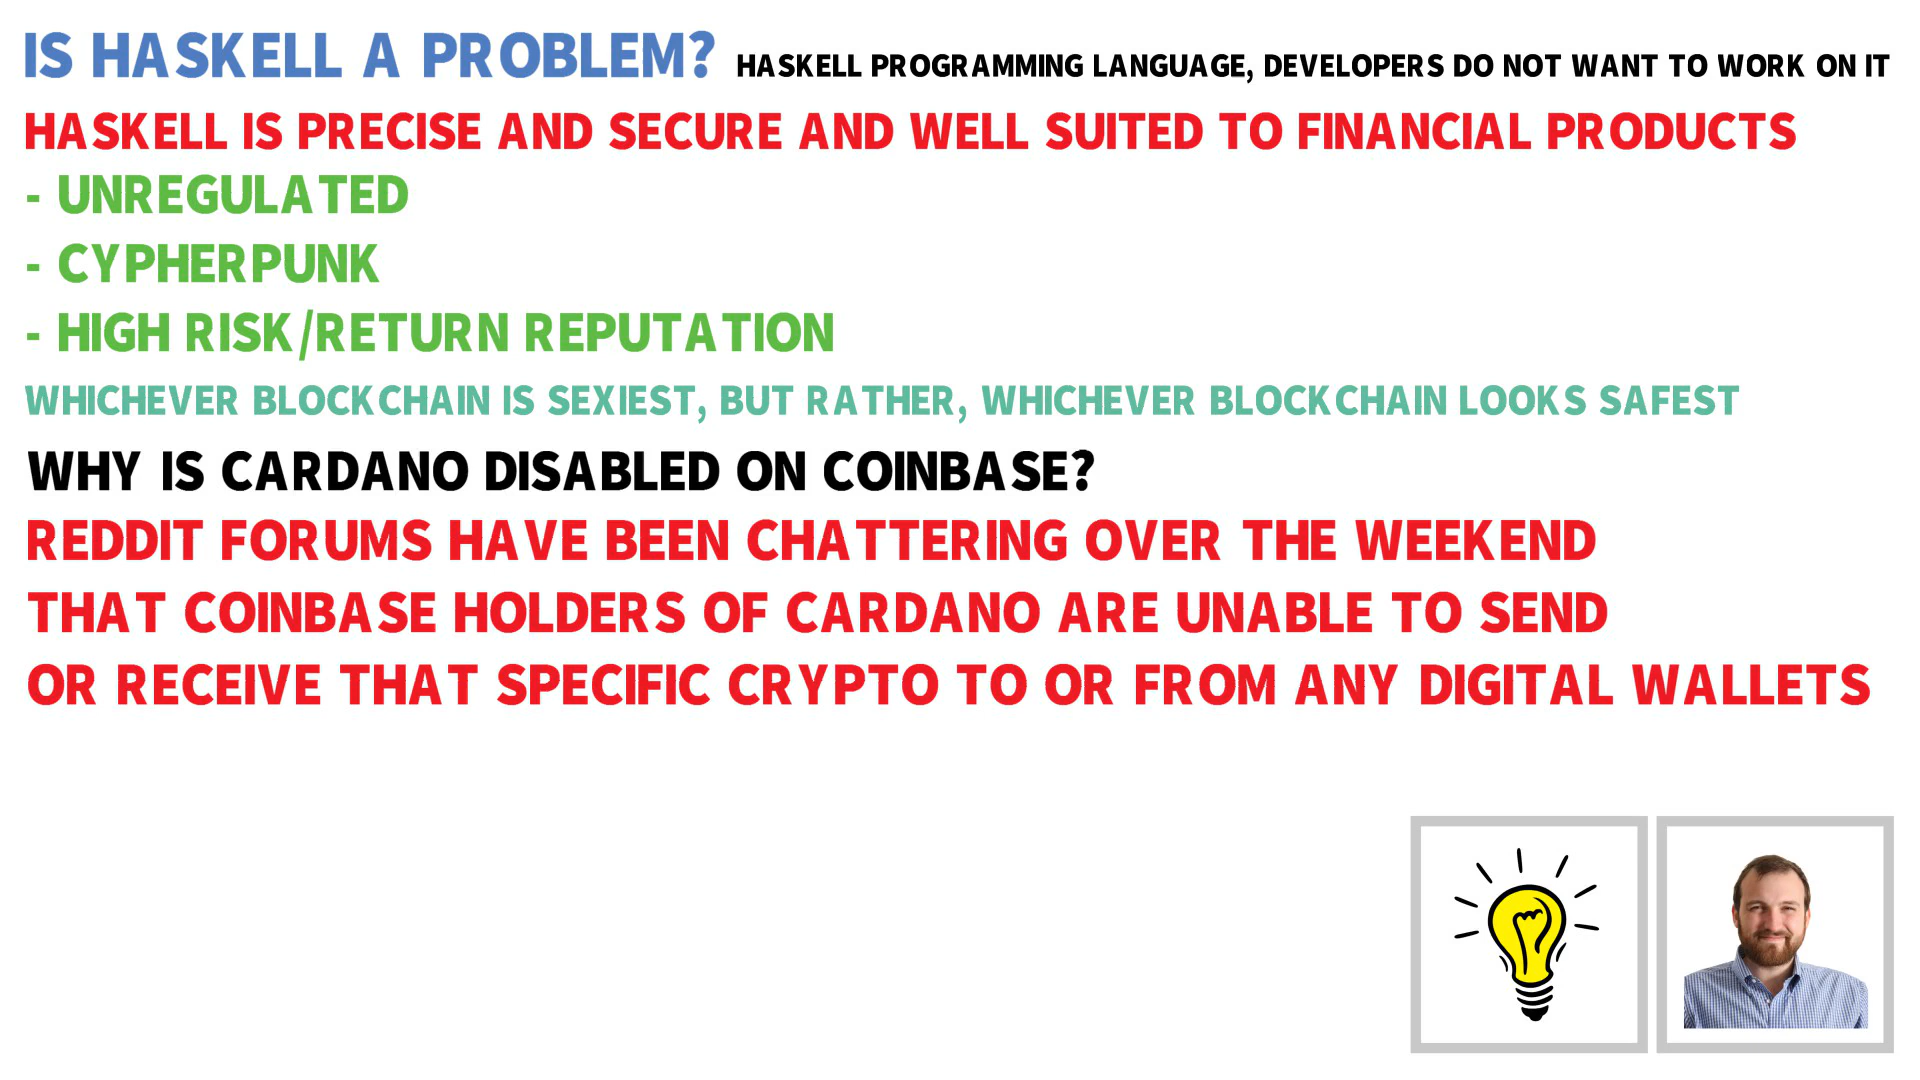 IS HASKELL A PROBLEM? HASKELL PROGRAMMING LANGUAGE, DEVELOPERS DO NOT WANT TO WORK ON IT
HASKELL IS PRECISE AND SECURE AND WELL SUITED TO FINANCIAL PRODUCTS
- UNREGULATED
- CYPHERPUNK
- HIGH RISK/RETURN REPUTATION
WHICHEVER BLOCKCHAIN IS SEXIEST, BUT RATHER, WHICHEVER BLOCKCHAIN LOOKS SAFEST
WHY IS CARDANO DISABLED ON COINBASE?
REDDIT FORUMS HAVE BEEN CHATTERING OVER THE WEEKEND
THAT COINBASE HOLDERS OF CARDANO ARE UNABLE TO SEND
OR RECEIVE THAT SPECIFIC CRYPTO TO OR FROM ANY DIGITAL WALLETS